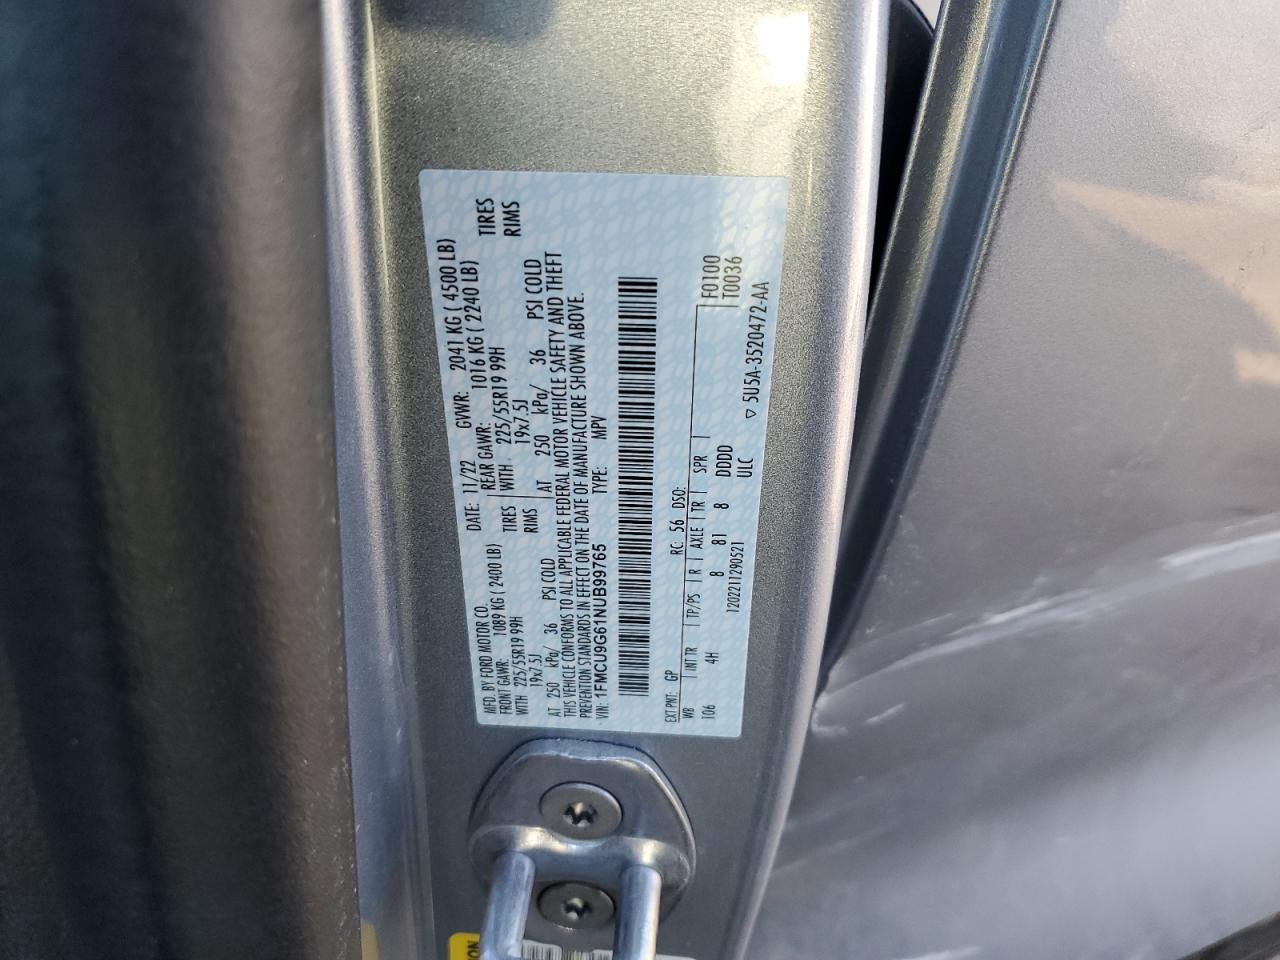 MFD. BY FORD MOTOR CO.
DATE: 11/22 GVWR: 2041 KG ( 4500 LB)
FRONT GAWR: 1089 KG ( 2400 LB) REAR GAWR: 1016 KG ( 2240 LB)
WITH 225/55R19 99H TIRES WITH 225/55R19 99H TIRES
19x7.5J RIMS 19x7.5J RIMS
AT 250 kPa/ 36 PSI COLD AT 250 kPa/ 36 PSI COLD
THIS VEHICLE CONFORMS TO ALL APPLICABLE FEDERAL MOTOR VEHICLE SAFETY AND THEFT
PREVENTION STANDARDS IN EFFECT ON THE DATE OF MANUFACTURE SHOWN ABOVE.
VIN: 1FMCU9G61NUB99765 TYPE: MPV
EXT PNT: GP RC: 56 DSO:
WB INT TR TP/PS R AXLE TR SPR
106 4H 8 81 8 DDDD
F0100
T0036
1202211290521 ULC
5U5A-3520472-AA
ON